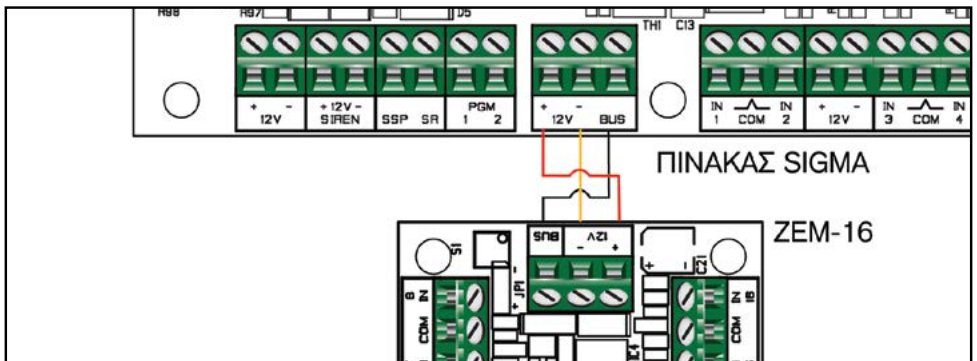 R98
R97
D5
TH1
C13
+ -
12V
+ 12V -
SIREN
SSP SR
PGM
1 2
+ -
12V BUS
IN COM IN
1 2
+ -
12V
IN COM IN
3 4
ΠΙΝΑΚΑΣ SIGMA
ZEM-16
S1
BUS
12V
- +
+ -
C21
- +
JP1
8 IN
COM
IN 16
COM
IC4